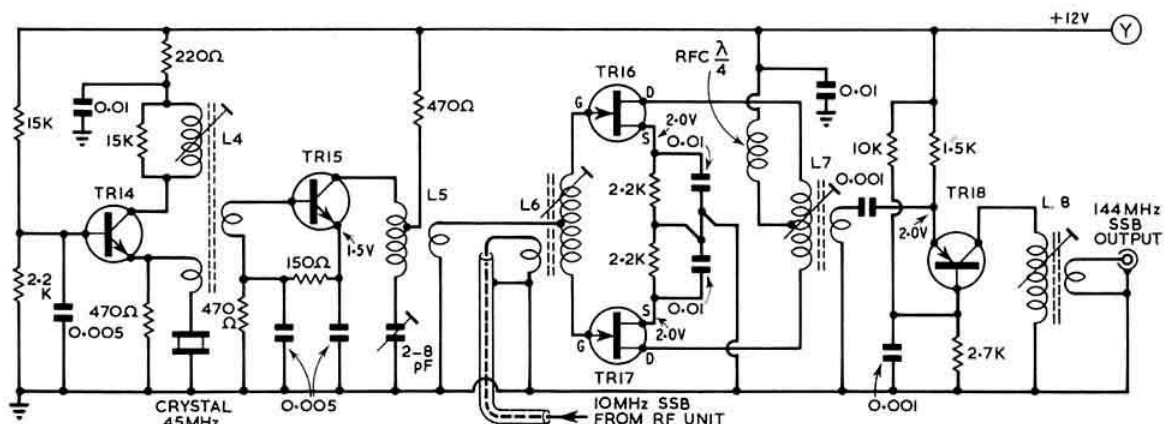 +12V
Y
220Ω
0.01
15K
15K
L4
TR14
2.2
K
0.005
470Ω
CRYSTAL
45MHz
TR15
1.5V
150Ω
470
Ω
0.005
470Ω
L5
2-8
pF
L6
TR16
G
D
S
2.0V
0.01
2.2K
2.2K
0.01
S
2.0V
G
D
TR17
10MHz SSB
FROM RF UNIT
RFC λ/4
0.01
L7
0.001
10K
1.5K
TR18
2.0V
0.001
2.7K
L. 8
144MHz
SSB
OUTPUT